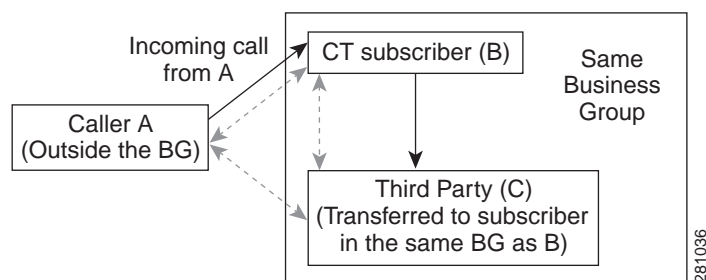 Incoming call
from A
CT subscriber (B)
Same
Business
Group
Caller A
(Outside the BG)
Third Party (C)
(Transferred to subscriber
in the same BG as B)
281036